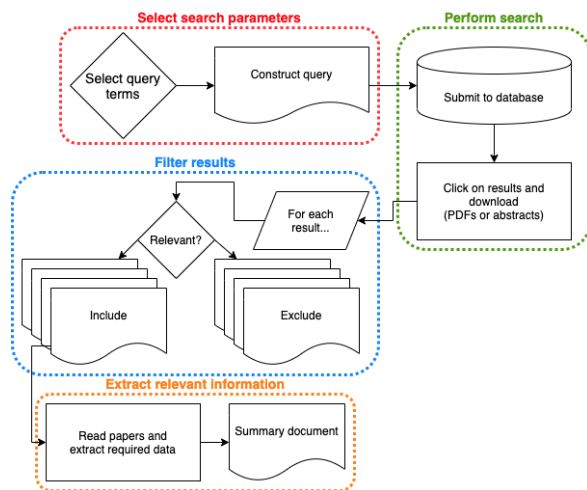 Select search parameters
Perform search
Select query
terms
Construct query
Submit to database
Click on results and
download
(PDFs or abstracts)
Filter results
For each
result...
Relevant?
Include
Exclude
Extract relevant information
Read papers and
extract required data
Summary document